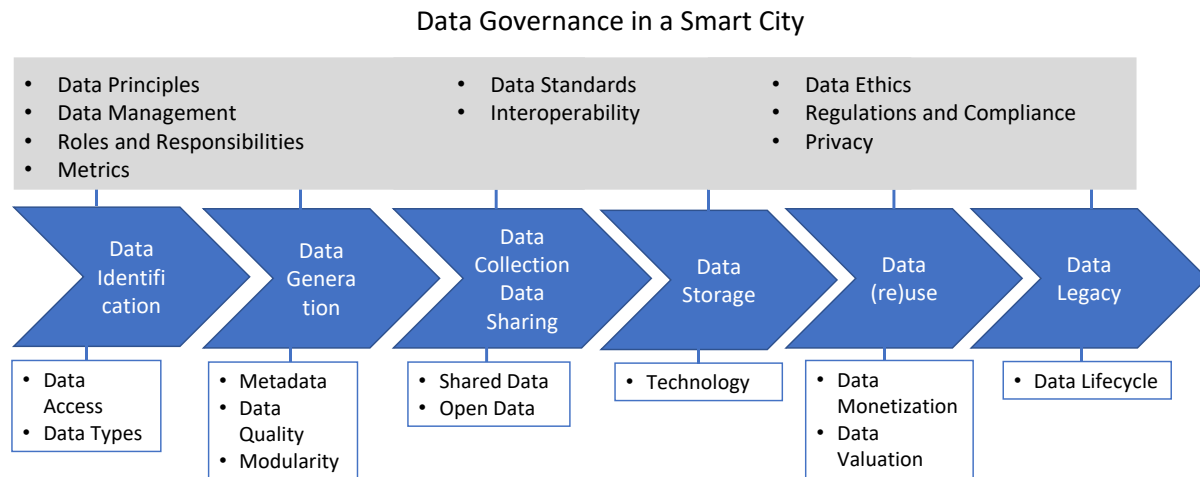 Data Governance in a Smart City
• Data Principles
• Data Management
• Roles and Responsibilities
• Metrics
• Data Standards
• Interoperability
• Data Ethics
• Regulations and Compliance
• Privacy
Data
Identifi
cation
Data
Genera
tion
Data
Collection
Data
Sharing
Data
Storage
Data
(re)use
Data
Legacy
• Data
Access
• Data Types
• Metadata
• Data
Quality
• Modularity
• Shared Data
• Open Data
• Technology
• Data
Monetization
• Data
Valuation
• Data Lifecycle